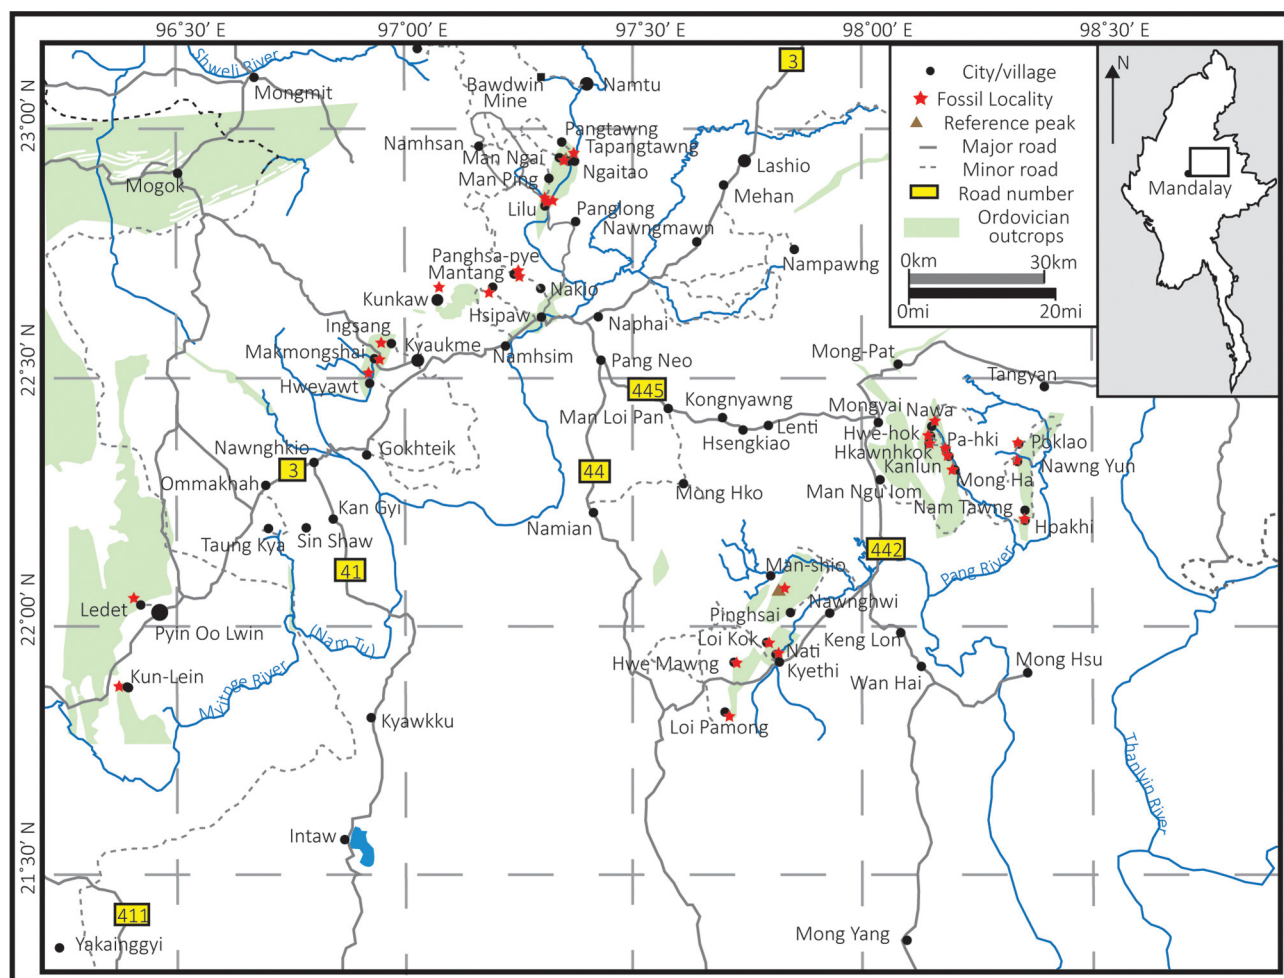 96°30′ E
97°00′ E
97°30′ E
98°00′ E
98°30′ E
23°00′ N
22°30′ N
22°00′ N
21°30′ N
Shweli River
Mongmit
Mogok
Bawdwin
Mine
Namtu
3
Namhsan
Pangtawng
Man Ngai
Tapangtawng
Ngaitao
Man Ping
Lilu
Panglong
Nawngmawn
Lashio
Mehan
Nampawng
Panghsa-pye
Mantang
Kunkaw
Naklo
Hsipaw
Naphai
Ingsang
Makmongshai
Kyaukme
Hweyawt
Namhsim
Pang Neo
445
Man Loi Pan
Kongnyawng
Hsengkiao
Lenti
Mong-Pat
Tangyan
Mongyai
Nawa
Hwe-hok
Pa-hki
Hkawnhkok
Kanlun
Mong Ha
Man Ngu Iom
Poklao
Nawng Yun
Nam Tawng
Hpakhi
Pang River
Nawnghkio
Gokhteik
3
Ommakhah
Kan Gyi
Taung Kya
Sin Shaw
41
44
Mong Hko
Namian
442
Man-shio
Pinghsai
Nawnghwi
Loi Kok
Nati
Hwe Mawng
Kyethi
Keng Lon
Wan Hai
Mong Hsu
Loi Pamong
Ledet
Pyin Oo Lwin
(Nam Tu)
Kun-Lein
Myitnge River
Kyawkku
Thanlyin River
Intaw
411
Yakainggyi
Mong Yang
City/village
Fossil Locality
Reference peak
Major road
Minor road
Road number
Ordovician
outcrops
0km
30km
0mi
20mi
N
Mandalay